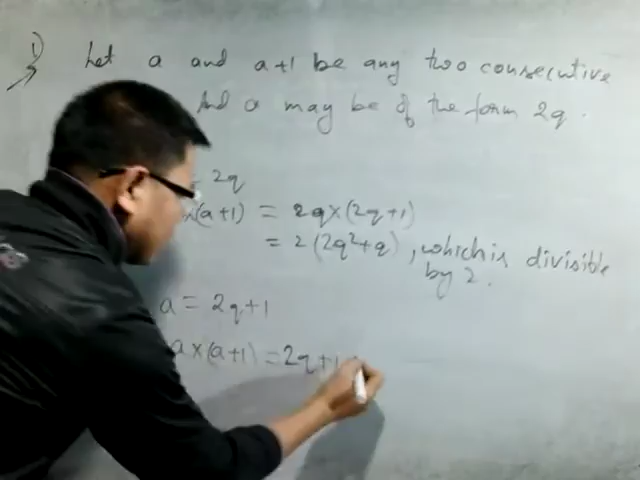 1) Let a and a+1 be any two consecutive
And a may be of the form 2q.
= 2q
×(a+1) = 2q×(2q+1)
= 2(2q²+q), which is divisible
by 2.
a = 2q+1
a×(a+1) = 2q+1